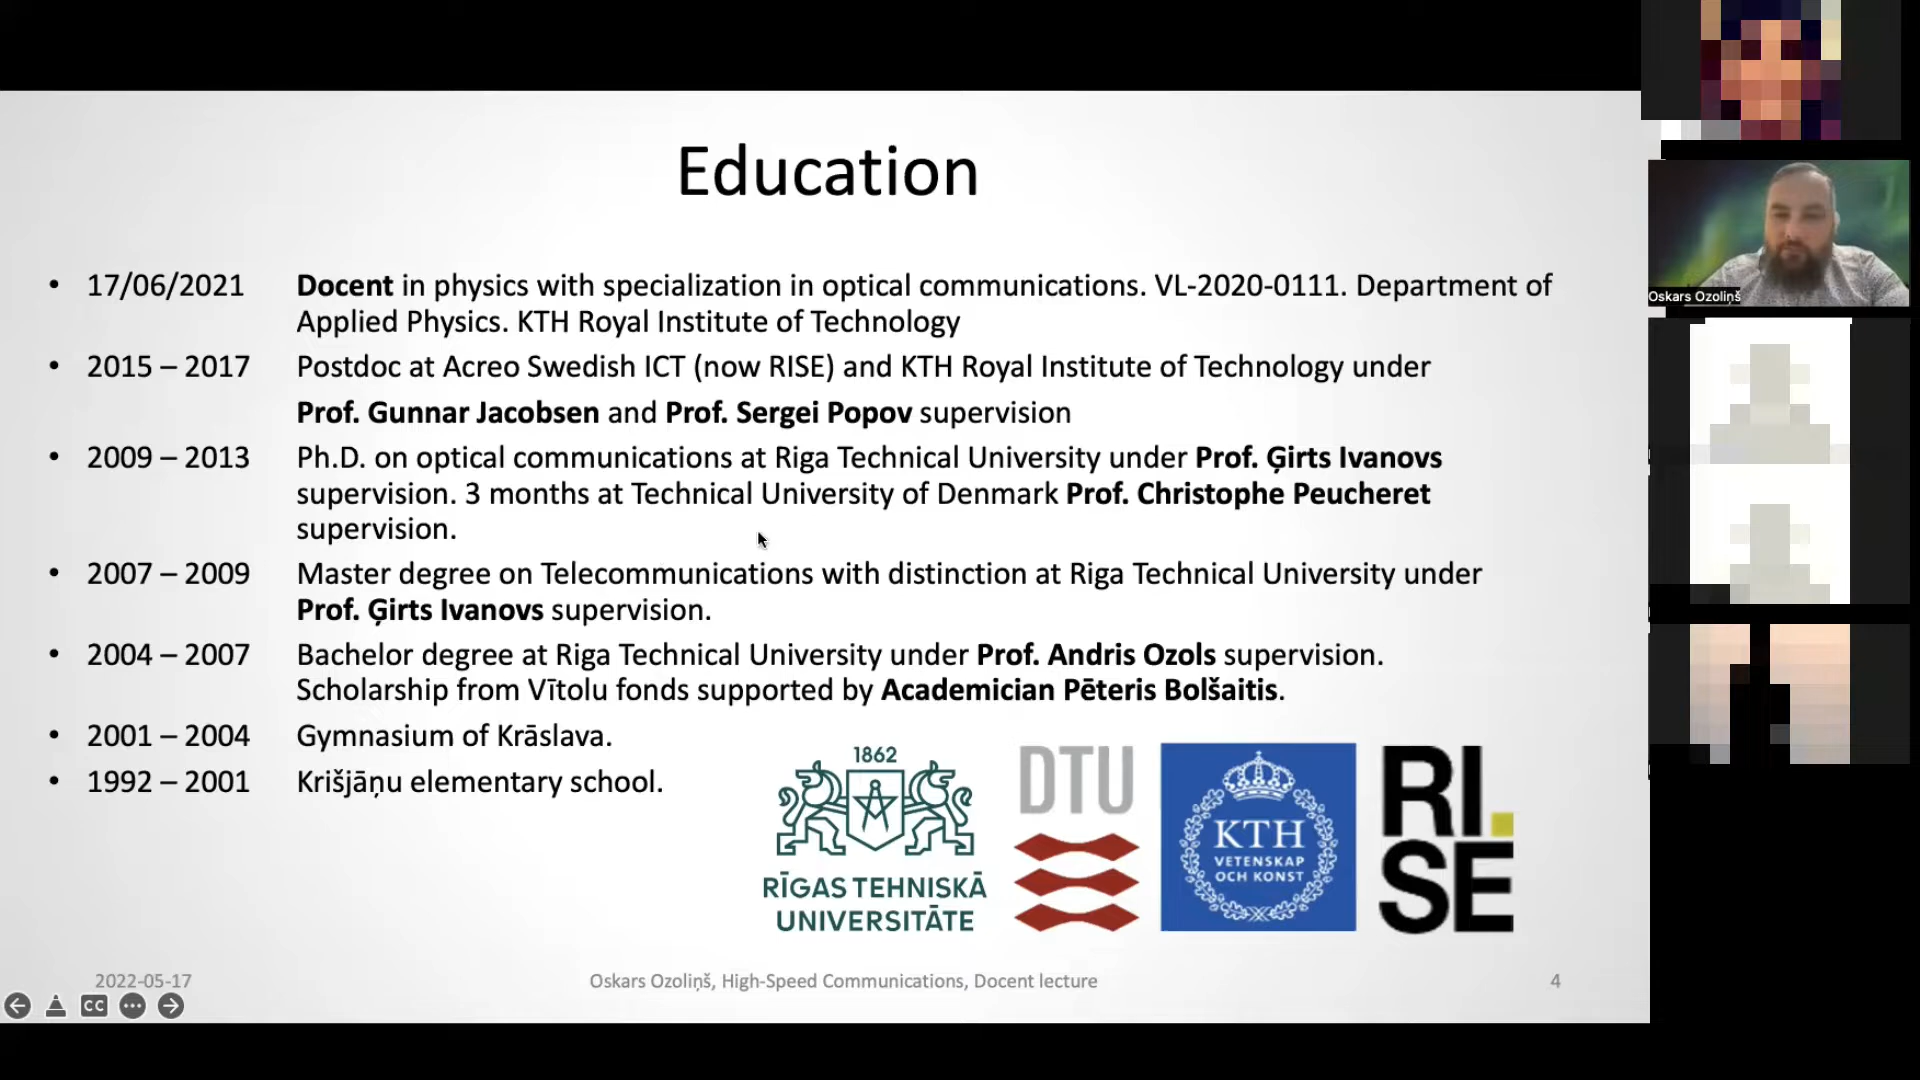 Education
• 17/06/2021 Docent in physics with specialization in optical communications. VL-2020-0111. Department of
Applied Physics. KTH Royal Institute of Technology
• 2015 – 2017 Postdoc at Acreo Swedish ICT (now RISE) and KTH Royal Institute of Technology under
Prof. Gunnar Jacobsen and Prof. Sergei Popov supervision
• 2009 – 2013 Ph.D. on optical communications at Riga Technical University under Prof. Ģirts Ivanovs
supervision. 3 months at Technical University of Denmark Prof. Christophe Peucheret
supervision.
• 2007 – 2009 Master degree on Telecommunications with distinction at Riga Technical University under
Prof. Ģirts Ivanovs supervision.
• 2004 – 2007 Bachelor degree at Riga Technical University under Prof. Andris Ozols supervision.
Scholarship from Vītolu fonds supported by Academician Pēteris Bolšaitis.
• 2001 – 2004 Gymnasium of Krāslava.
• 1992 – 2001 Krišjāņu elementary school.
1862
RĪGAS TEHNISKĀ
UNIVERSITĀTE
DTU
KTH
VETENSKAP
OCH KONST
RI.
SE
2022-05-17 Oskars Ozoliņš, High-Speed Communications, Docent lecture 4
CC
Oskars Ozoliņš